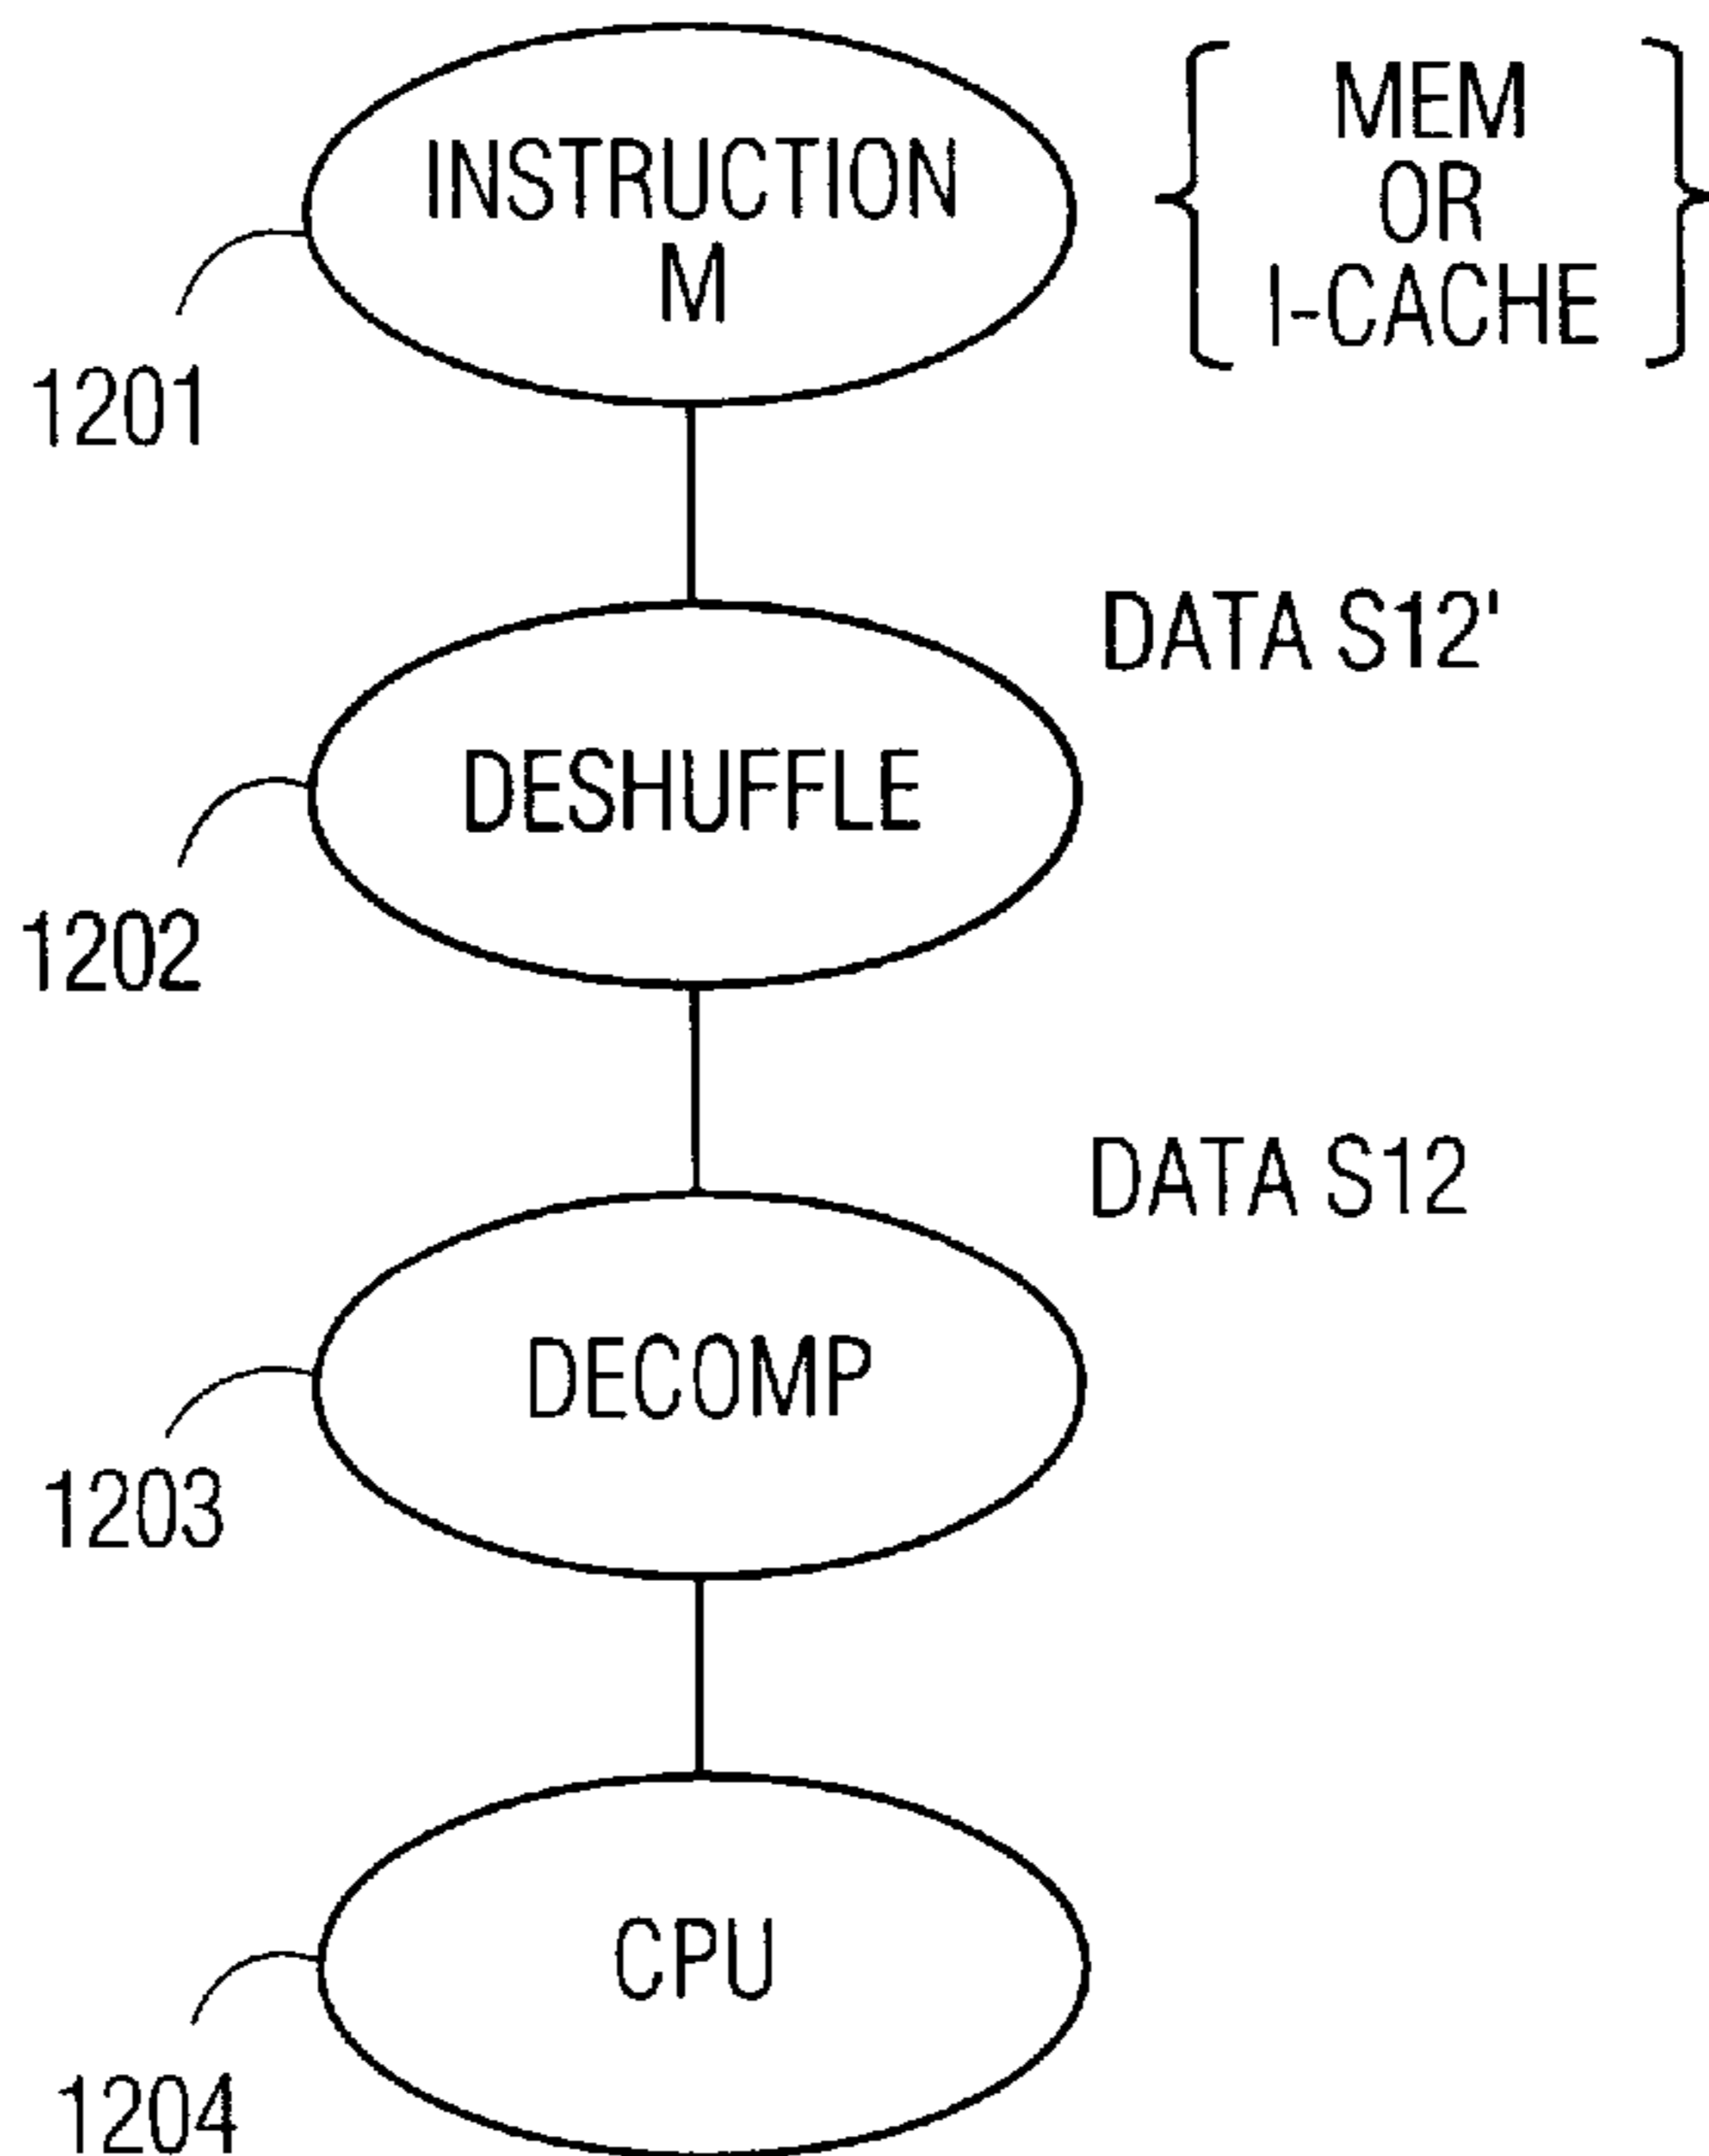 INSTRUCTION
M
MEM
OR
I-CACHE
1201
DATA S12'
DESHUFFLE
1202
DATA S12
DECOMP
1203
CPU
1204